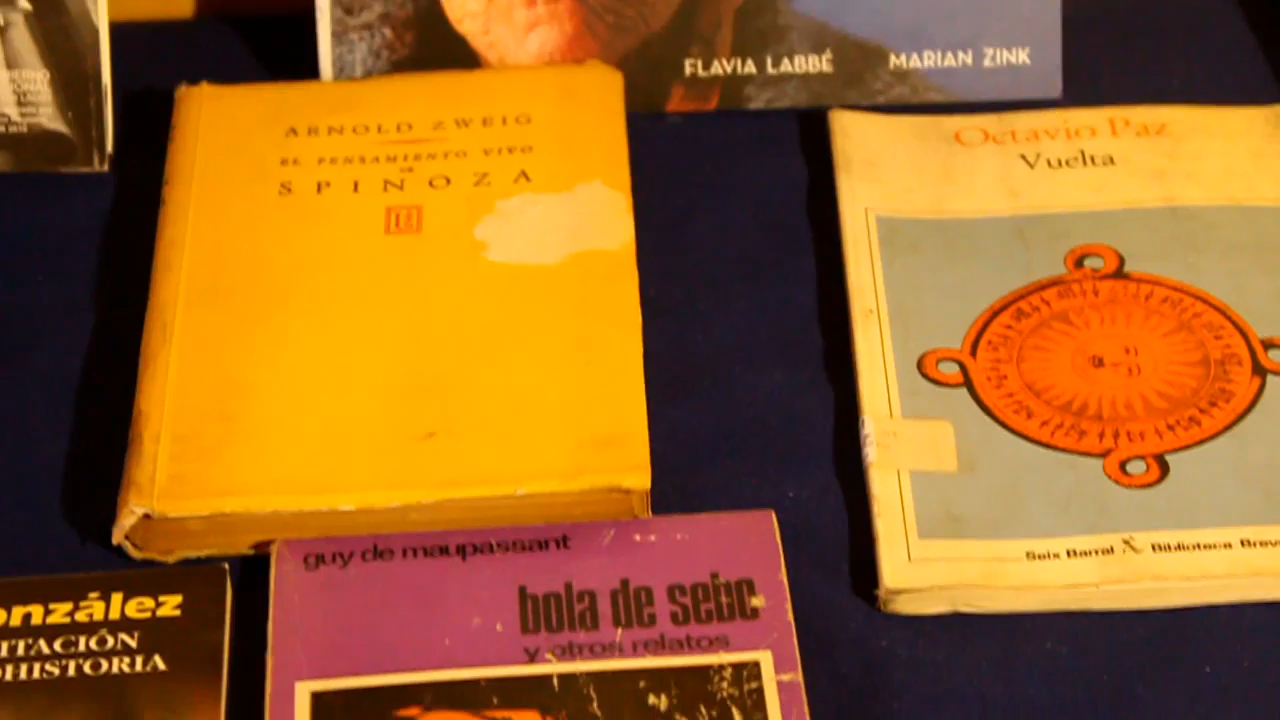 FLAVIA LABBÉ MARIAN ZINK
ARNOLD ZWEIG
EL PENSAMIENTO VIVO
DE
SPINOZA
Octavio Paz
Vuelta
Seix Barral Biblioteca Breve
guy de maupassant
bola de sebo
y otros relatos
onzález
ITACIÓN
OHISTORIA